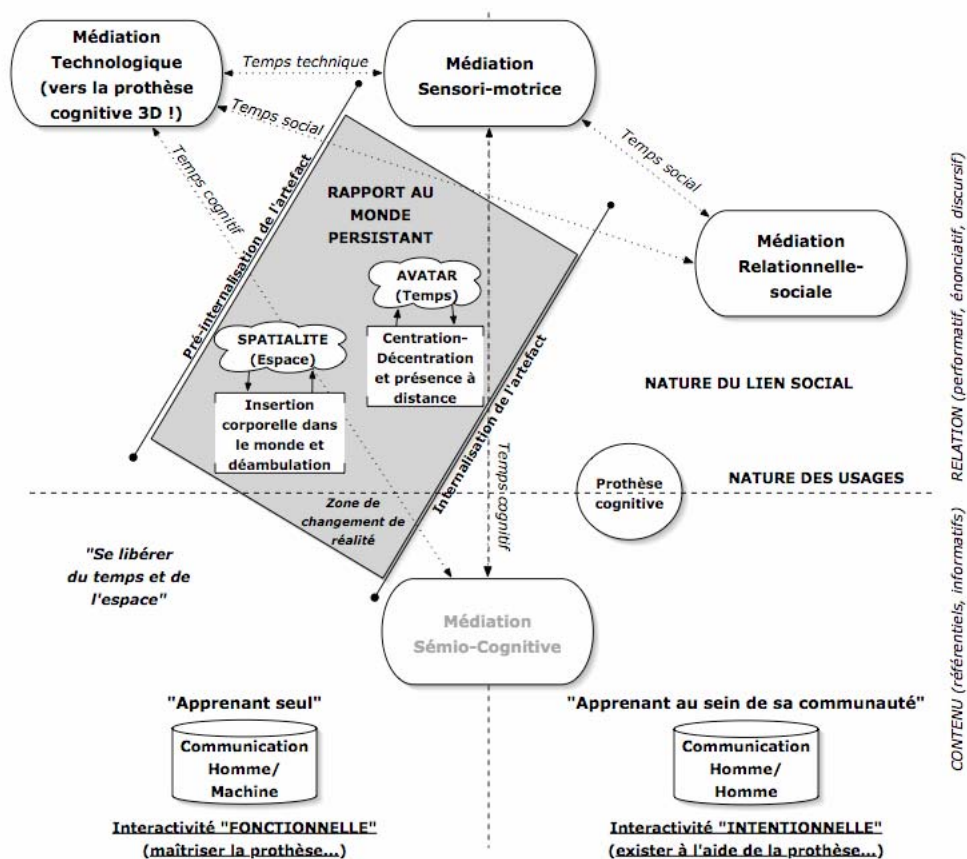 Médiation
Technologique
(vers la prothèse
cognitive 3D !)
Temps technique
Médiation
Sensori-motrice
Temps social
Temps cognitif
Temps social
Médiation
Relationnelle-
sociale
Pré-internalisation de l'artefact
RAPPORT AU
MONDE
PERSISTANT
AVATAR
(Temps)
Centration-
Décentration
et présence à
distance
SPATIALITE
(Espace)
Insertion
corporelle dans
le monde et
déambulation
Internalisation de l'artefact
Temps cognitif
Zone de
changement de
réalité
NATURE DU LIEN SOCIAL
NATURE DES USAGES
Prothèse
cognitive
RELATION (performatif, énonciatif, discursif)
CONTENU (référentiels, informatifs)
"Se libérer
du temps et de
l'espace"
Médiation
Sémio-Cognitive
"Apprenant seul"
Communication
Homme/
Machine
Interactivité "FONCTIONNELLE"
(maîtriser la prothèse...)
"Apprenant au sein de sa communauté"
Communication
Homme/
Homme
Interactivité "INTENTIONNELLE"
(exister à l'aide de la prothèse...)